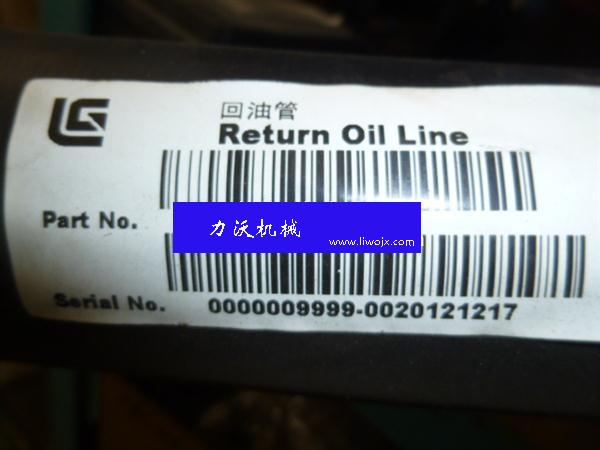 LG
回油管
Return Oil Line
Part No.
力沃机械
www.liwojx.com
Serial No. 0000009999-0020121217